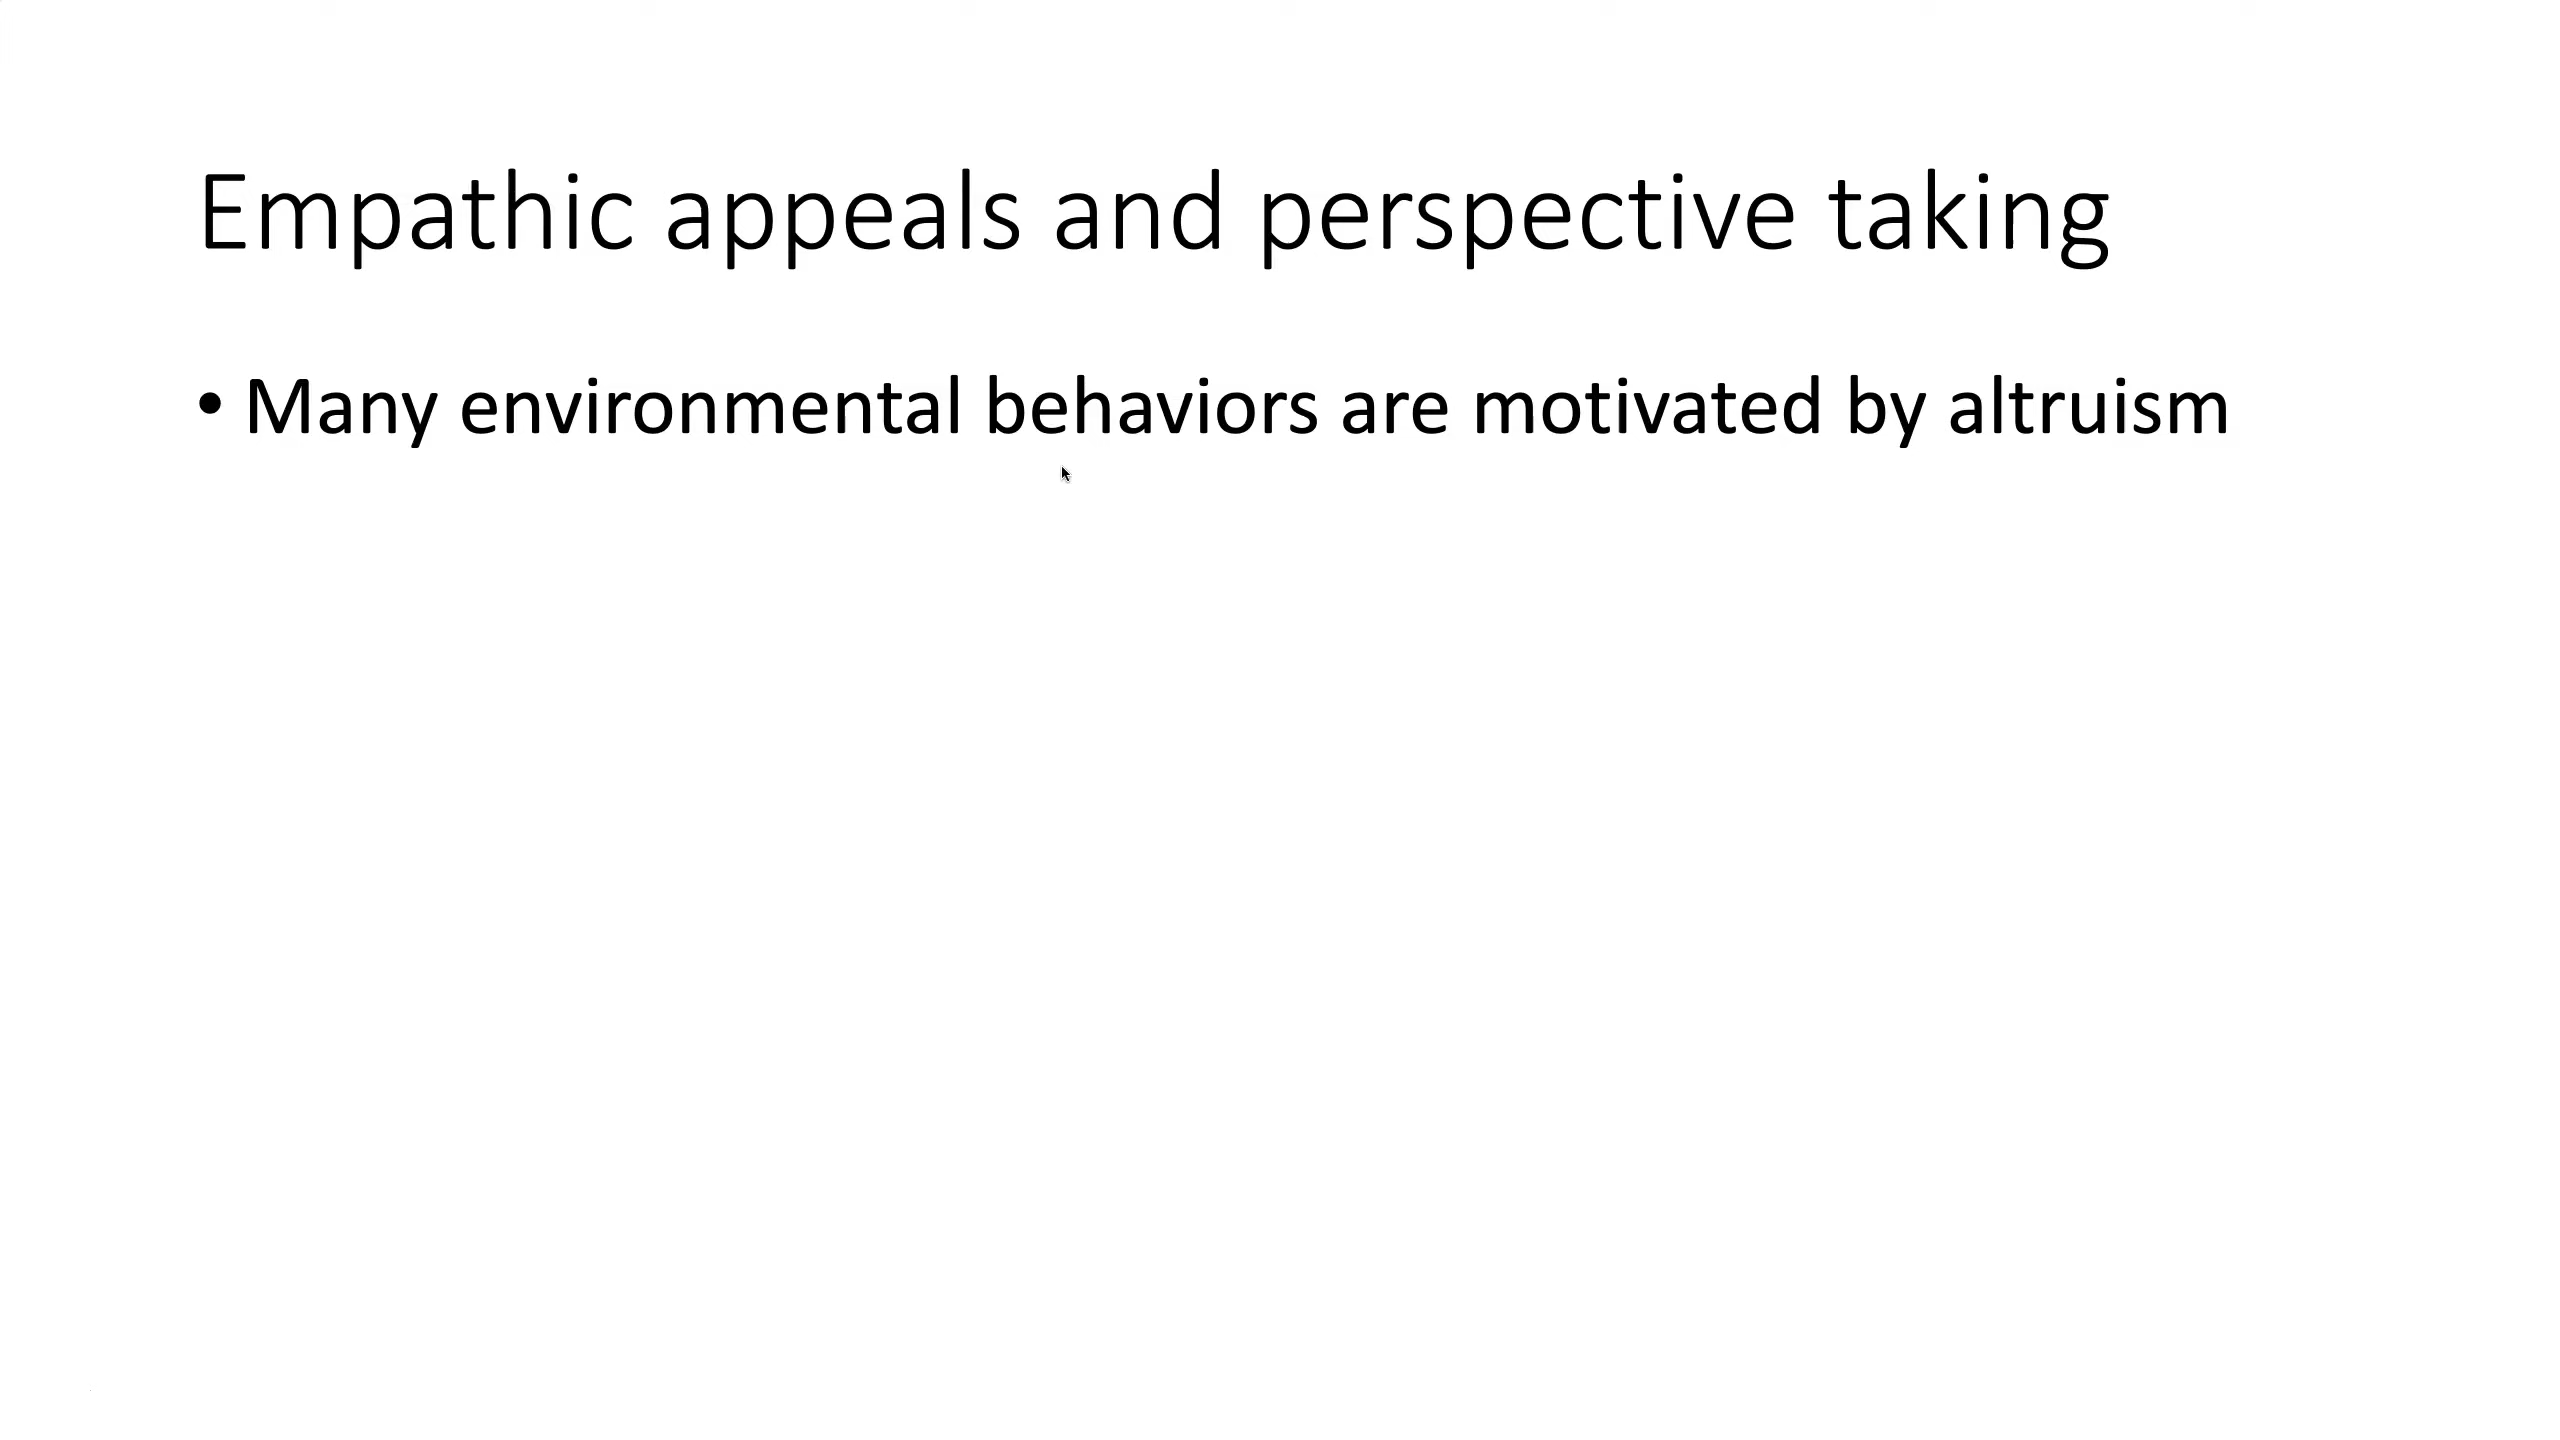 Empathic appeals and perspective taking
• Many environmental behaviors are motivated by altruism